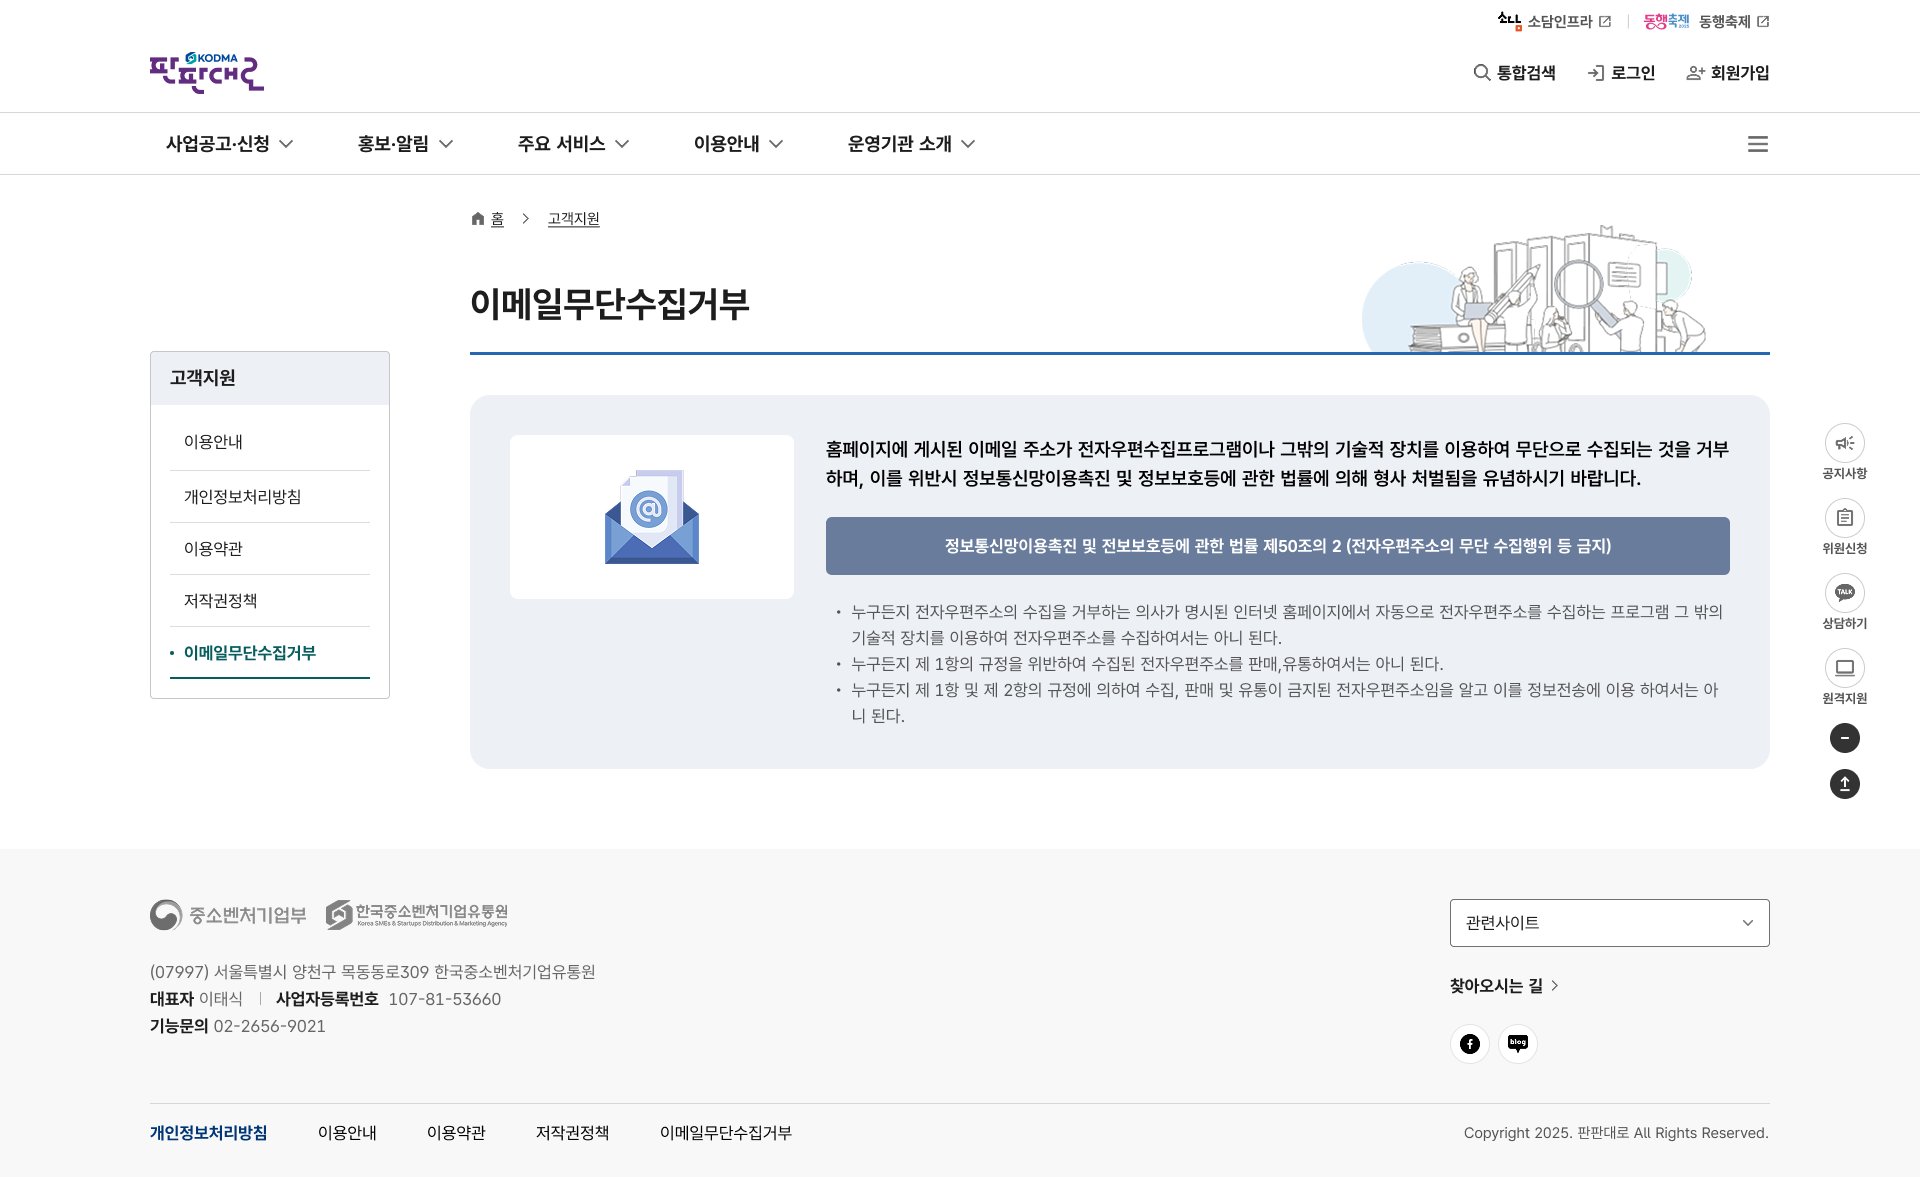 소담인프라
동행축제 2025 동행축제
KODMA
판판대로
통합검색 로그인 회원가입
사업공고·신청 홍보·알림 주요 서비스 이용안내 운영기관 소개
홈 고객지원
이메일무단수집거부
고객지원
이용안내
개인정보처리방침
이용약관
저작권정책
이메일무단수집거부
홈페이지에 게시된 이메일 주소가 전자우편수집프로그램이나 그밖의 기술적 장치를 이용하여 무단으로 수집되는 것을 거부
하며, 이를 위반시 정보통신망이용촉진 및 정보보호등에 관한 법률에 의해 형사 처벌됨을 유념하시기 바랍니다.
정보통신망이용촉진 및 전보보호등에 관한 법률 제50조의 2 (전자우편주소의 무단 수집행위 등 금지)
• 누구든지 전자우편주소의 수집을 거부하는 의사가 명시된 인터넷 홈페이지에서 자동으로 전자우편주소를 수집하는 프로그램 그 밖의
기술적 장치를 이용하여 전자우편주소를 수집하여서는 아니 된다.
• 누구든지 제 1항의 규정을 위반하여 수집된 전자우편주소를 판매,유통하여서는 아니 된다.
• 누구든지 제 1항 및 제 2항의 규정에 의하여 수집, 판매 및 유통이 금지된 전자우편주소임을 알고 이를 정보전송에 이용 하여서는 아
니 된다.
공지사항
위원신청
TALK
상담하기
원격지원
중소벤처기업부 한국중소벤처기업유통원
Korea SMEs & Startups Distribution & Marketing Agency
(07997) 서울특별시 양천구 목동동로309 한국중소벤처기업유통원
대표자 이태식 사업자등록번호 107-81-53660
기능문의 02-2656-9021
관련사이트
찾아오시는 길
blog
개인정보처리방침 이용안내 이용약관 저작권정책 이메일무단수집거부
Copyright 2025. 판판대로 All Rights Reserved.